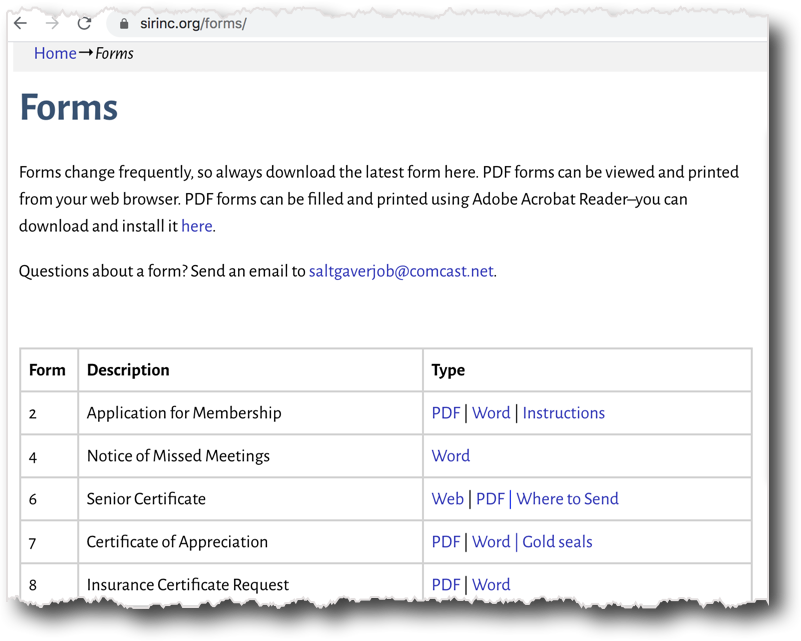 sirinc.org/forms/
Home→Forms
Forms
Forms change frequently, so always download the latest form here. PDF forms can be viewed and printed
from your web browser. PDF forms can be filled and printed using Adobe Acrobat Reader–you can
download and install it here.
Questions about a form? Send an email to saltgaverjob@comcast.net.
Form Description Type
2 Application for Membership PDF | Word | Instructions
4 Notice of Missed Meetings Word
6 Senior Certificate Web | PDF | Where to Send
7 Certificate of Appreciation PDF | Word | Gold seals
8 Insurance Certificate Request PDF | Word